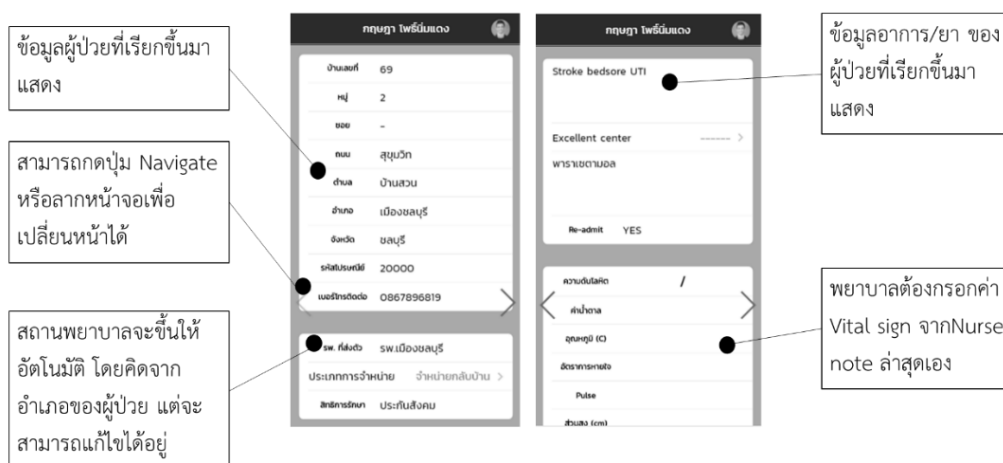 ข้อมูลผู้ป่วยที่เรียกขึ้นมา
แสดง
สามารถกดปุ่ม Navigate
หรือลากหน้าจอเพื่อ
เปลี่ยนหน้าได้
สถานพยาบาลจะขึ้นให้
อัตโนมัติ โดยคิดจาก
อำเภอของผู้ป่วย แต่จะ
สามารถแก้ไขได้อยู่
กฤษฎา โพธิ์นิ่มแดง
บ้านเลขที่ 69
หมู่ 2
ซอย -
ถนน สุขุมวิท
ตำบล บ้านสวน
อำเภอ เมืองชลบุรี
จังหวัด ชลบุรี
รหัสไปรษณีย์ 20000
เบอร์โทรติดต่อ 0867896819
รพ. ที่ส่งตัว รพ.เมืองชลบุรี
ประเภทการจำหน่าย จำหน่ายกลับบ้าน >
สิทธิการรักษา ประกันสังคม
กฤษฎา โพธิ์นิ่มแดง
Stroke bedsore UTI
Excellent center ------ >
พาราเซตามอล
Re-admit YES
ความดันโลหิต /
ค่าน้ำตาล
อุณหภูมิ (C)
อัตราการหายใจ
Pulse
ส่วนสูง (cm)
ข้อมูลอาการ/ยา ของ
ผู้ป่วยที่เรียกขึ้นมา
แสดง
พยาบาลต้องกรอกค่า
Vital sign จากNurse
note ล่าสุดเอง